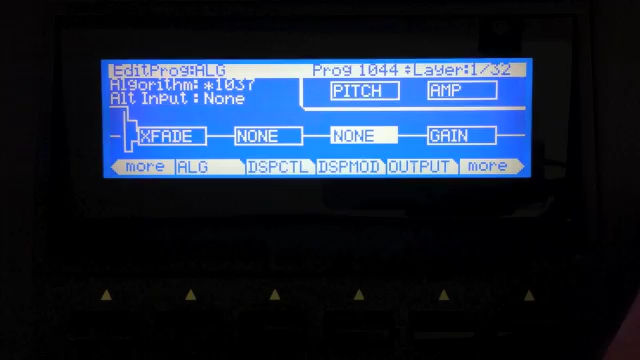 EditProg:ALG Prog 1044 Layer:1/32
Algorithm: *1037 PITCH AMP
Alt Input : None
XFADE NONE NONE GAIN
more ALG DSPCTL DSPMOD OUTPUT more